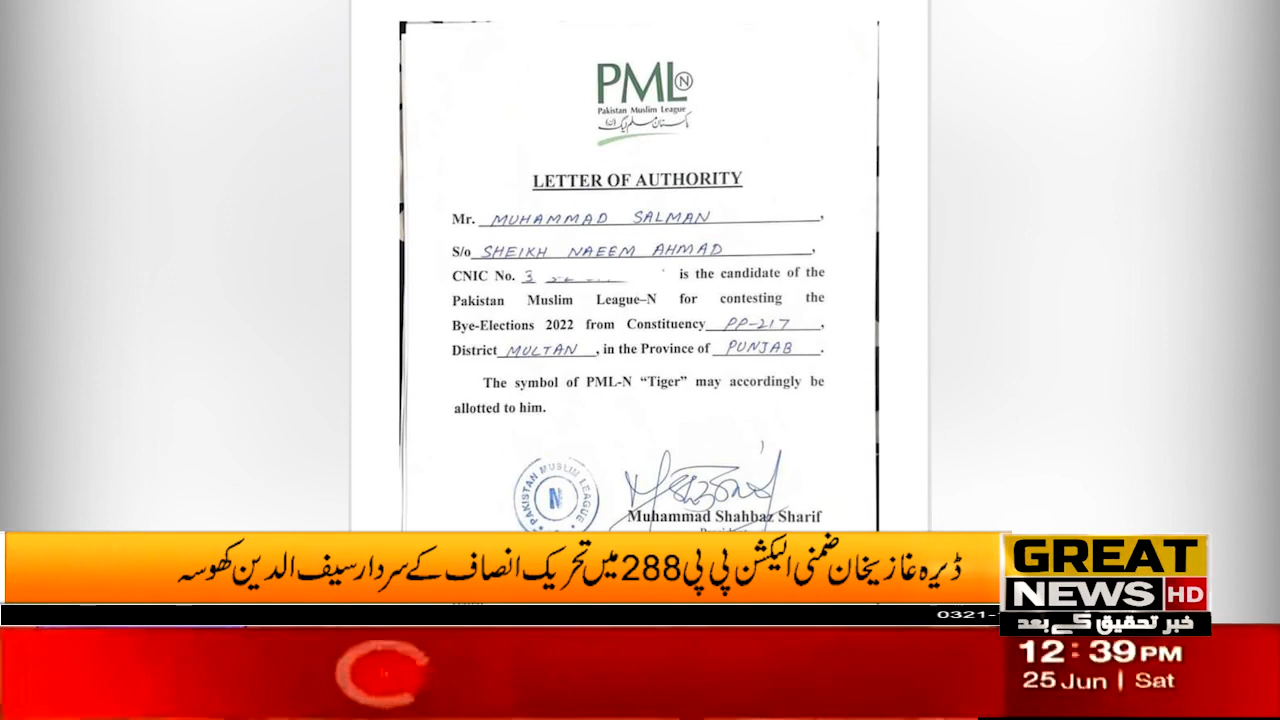 PMLN
Pakistan Muslim League
پاکستان مسلم لیگ (ن)
LETTER OF AUTHORITY
Mr. MUHAMMAD SALMAN,
S/o SHEIKH NAEEM AHMAD,
CNIC No. 3 is the candidate of the
Pakistan Muslim League–N for contesting the
Bye-Elections 2022 from Constituency PP-217,
District MULTAN, in the Province of PUNJAB.
The symbol of PML-N “Tiger” may accordingly be
allotted to him.
PAKISTAN MUSLIM LEAGUE
N
Muhammad Shahbaz Sharif
ڈیرہ غازیخان ضمنی الیکشن پی پی 288 میں تحریک انصاف کے سردار سیف الدین کھوسہ
GREAT
NEWS HD
0321-
خبر تحقیق کے بعد
12:39 PM
25 Jun | Sat